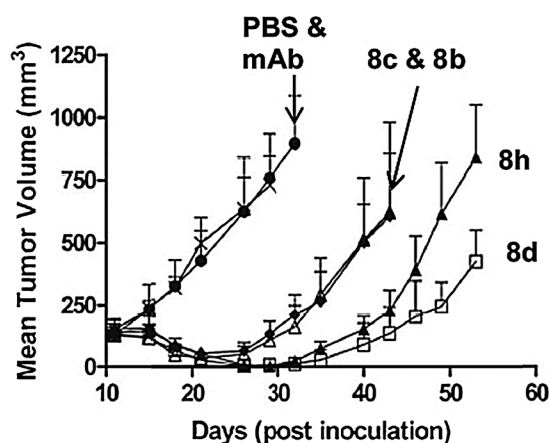 PBS &
mAb
8c & 8b
8h
8d
Mean Tumor Volume (mm³)
1250
1000
750
500
250
0
10 20 30 40 50 60
Days (post inoculation)